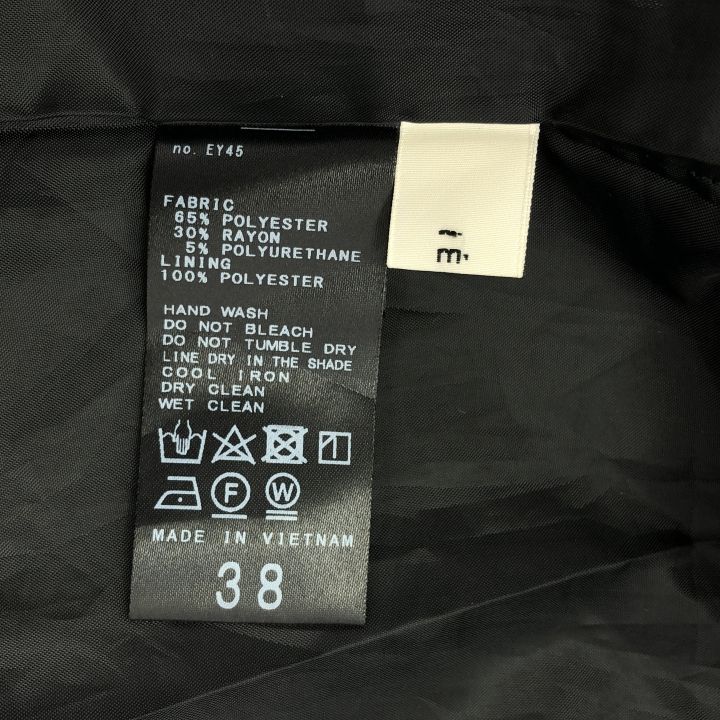 no. EY45
FABRIC
65% POLYESTER
30% RAYON
5% POLYURETHANE
LINING
100% POLYESTER
HAND WASH
DO NOT BLEACH
DO NOT TUMBLE DRY
LINE DRY IN THE SHADE
COOL IRON
DRY CLEAN
WET CLEAN
F W
MADE IN VIETNAM
38